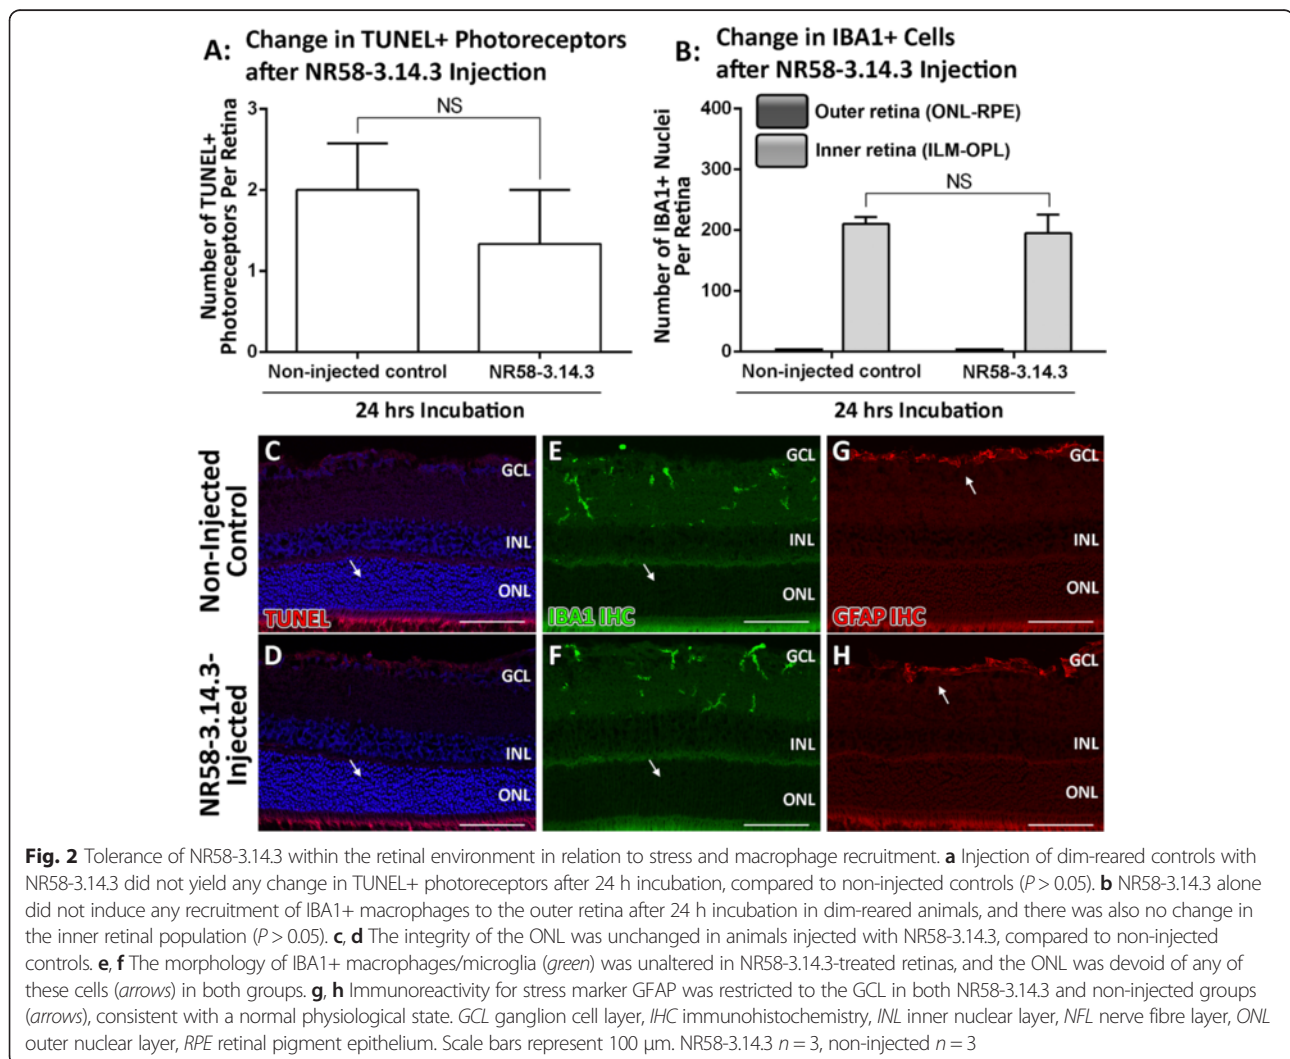 A: Change in TUNEL+ Photoreceptors
after NR58-3.14.3 Injection
Number of TUNEL+
Photoreceptors Per Retina
3
2
1
0
NS
Non-injected control
NR58-3.14.3
24 hrs Incubation
B: Change in IBA1+ Cells
after NR58-3.14.3 Injection
Number of IBA1+ Nuclei
Per Retina
400
300
200
100
0
Outer retina (ONL-RPE)
Inner retina (ILM-OPL)
NS
Non-injected control
NR58-3.14.3
24 hrs Incubation
Non-Injected
Control
C
GCL
INL
ONL
TUNEL
E
GCL
INL
ONL
IBA1 IHC
G
GCL
INL
ONL
GFAP IHC
NR58-3.14.3-
Injected
D
GCL
INL
ONL
F
GCL
INL
ONL
H
GCL
INL
ONL
Fig. 2 Tolerance of NR58-3.14.3 within the retinal environment in relation to stress and macrophage recruitment. a Injection of dim-reared controls with
NR58-3.14.3 did not yield any change in TUNEL+ photoreceptors after 24 h incubation, compared to non-injected controls (P > 0.05). b NR58-3.14.3 alone
did not induce any recruitment of IBA1+ macrophages to the outer retina after 24 h incubation in dim-reared animals, and there was also no change in
the inner retinal population (P > 0.05). c, d The integrity of the ONL was unchanged in animals injected with NR58-3.14.3, compared to non-injected
controls. e, f The morphology of IBA1+ macrophages/microglia (green) was unaltered in NR58-3.14.3-treated retinas, and the ONL was devoid of any of
these cells (arrows) in both groups. g, h Immunoreactivity for stress marker GFAP was restricted to the GCL in both NR58-3.14.3 and non-injected groups
(arrows), consistent with a normal physiological state. GCL ganglion cell layer, IHC immunohistochemistry, INL inner nuclear layer, NFL nerve fibre layer, ONL
outer nuclear layer, RPE retinal pigment epithelium. Scale bars represent 100 μm. NR58-3.14.3 n = 3, non-injected n = 3